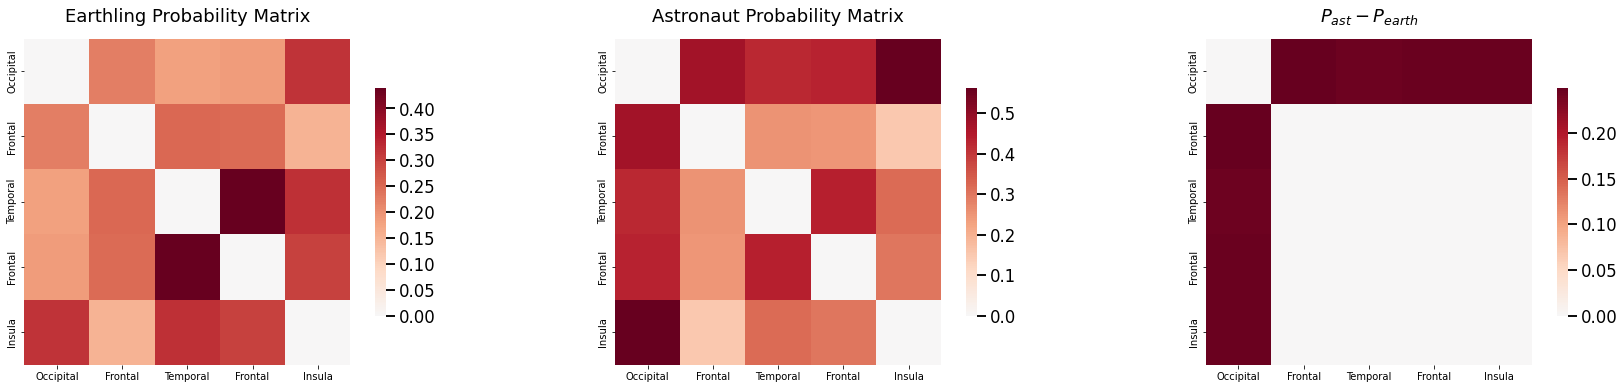 Earthling Probability Matrix
Occipital
Frontal
Temporal
Frontal
Insula
Occipital
Frontal
Temporal
Frontal
Insula
0.40
0.35
0.30
0.25
0.20
0.15
0.10
0.05
0.00
Astronaut Probability Matrix
Occipital
Frontal
Temporal
Frontal
Insula
Occipital
Frontal
Temporal
Frontal
Insula
0.5
0.4
0.3
0.2
0.1
0.0
P_ast − P_earth
Occipital
Frontal
Temporal
Frontal
Insula
Occipital
Frontal
Temporal
Frontal
Insula
0.20
0.15
0.10
0.05
0.00